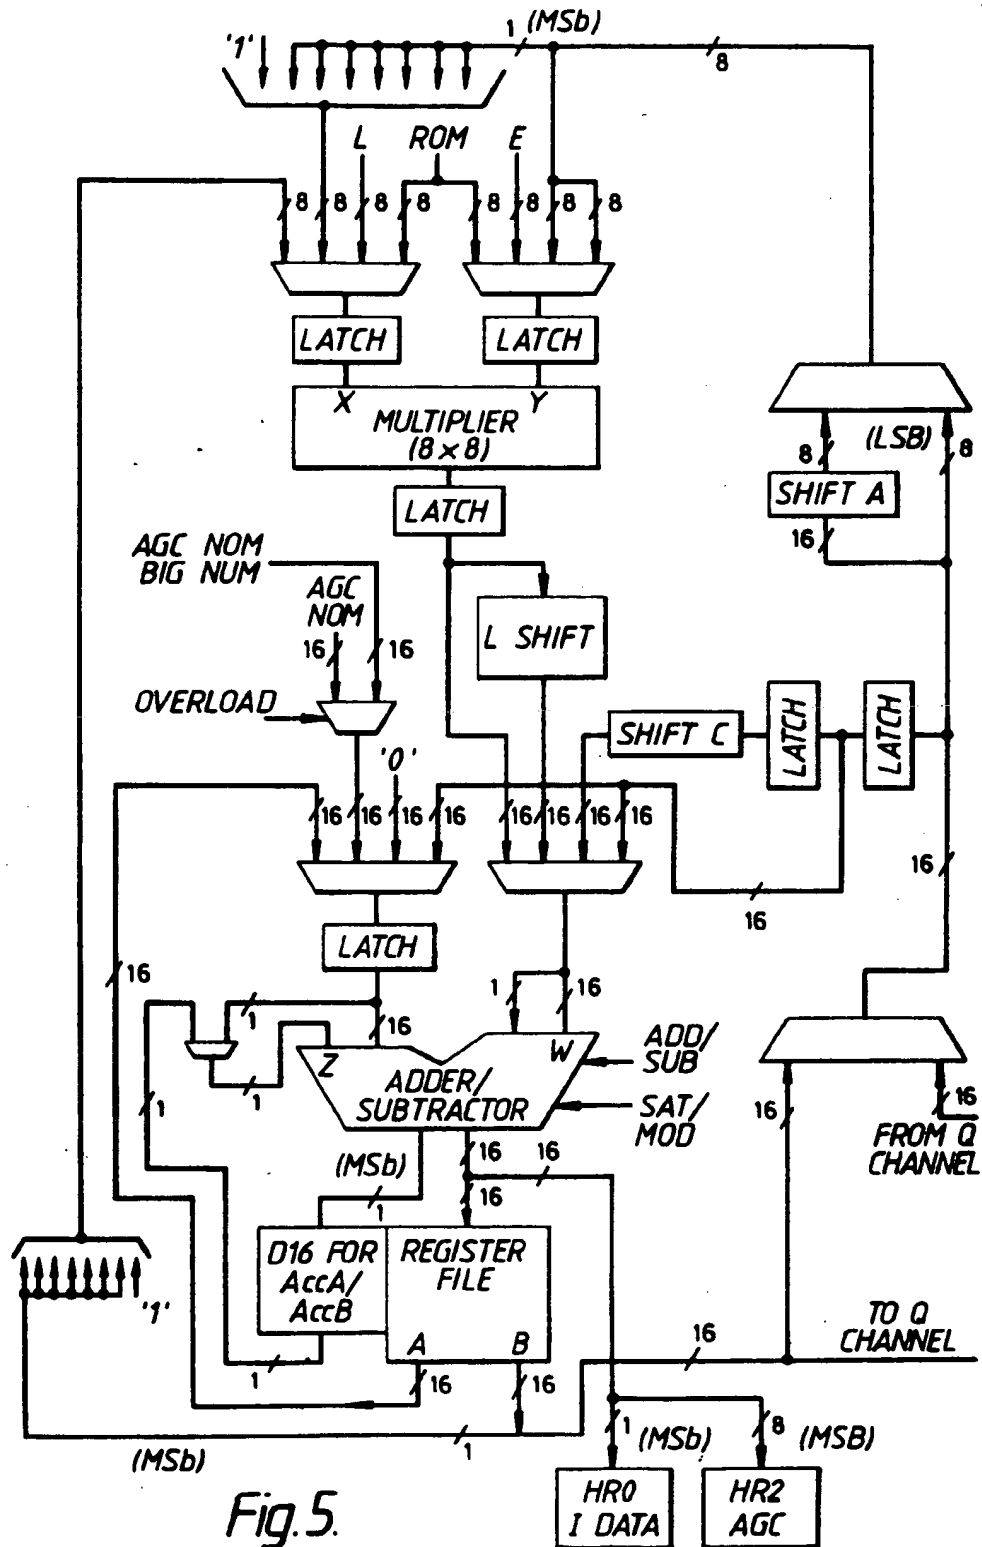 1 (MSb)
'1'
8
L ROM E
8 8 8 8 8 8 8 8
LATCH LATCH
X Y
MULTIPLIER
(8 x 8)
(LSB)
8 8
SHIFT A
LATCH
16
AGC NOM
BIG NUM
AGC
NOM
L SHIFT
16 16
OVERLOAD
SHIFT C LATCH LATCH
'0'
16 16 16 16 16 16 16 16
16
16
LATCH
16
1 1 16
16
Z W
ADD/
SUB
ADDER/
SUBTRACTOR
1 1
SAT/
MOD
16 16
FROM Q
CHANNEL
(MSb) 16 16
1 16
D16 FOR
AccA/
AccB
REGISTER
FILE
'1'
TO Q
CHANNEL
A B
16
1 16 16
(MSb) 1
1 (MSb) 8 (MSB)
HR0
I DATA
HR2
AGC
Fig. 5.